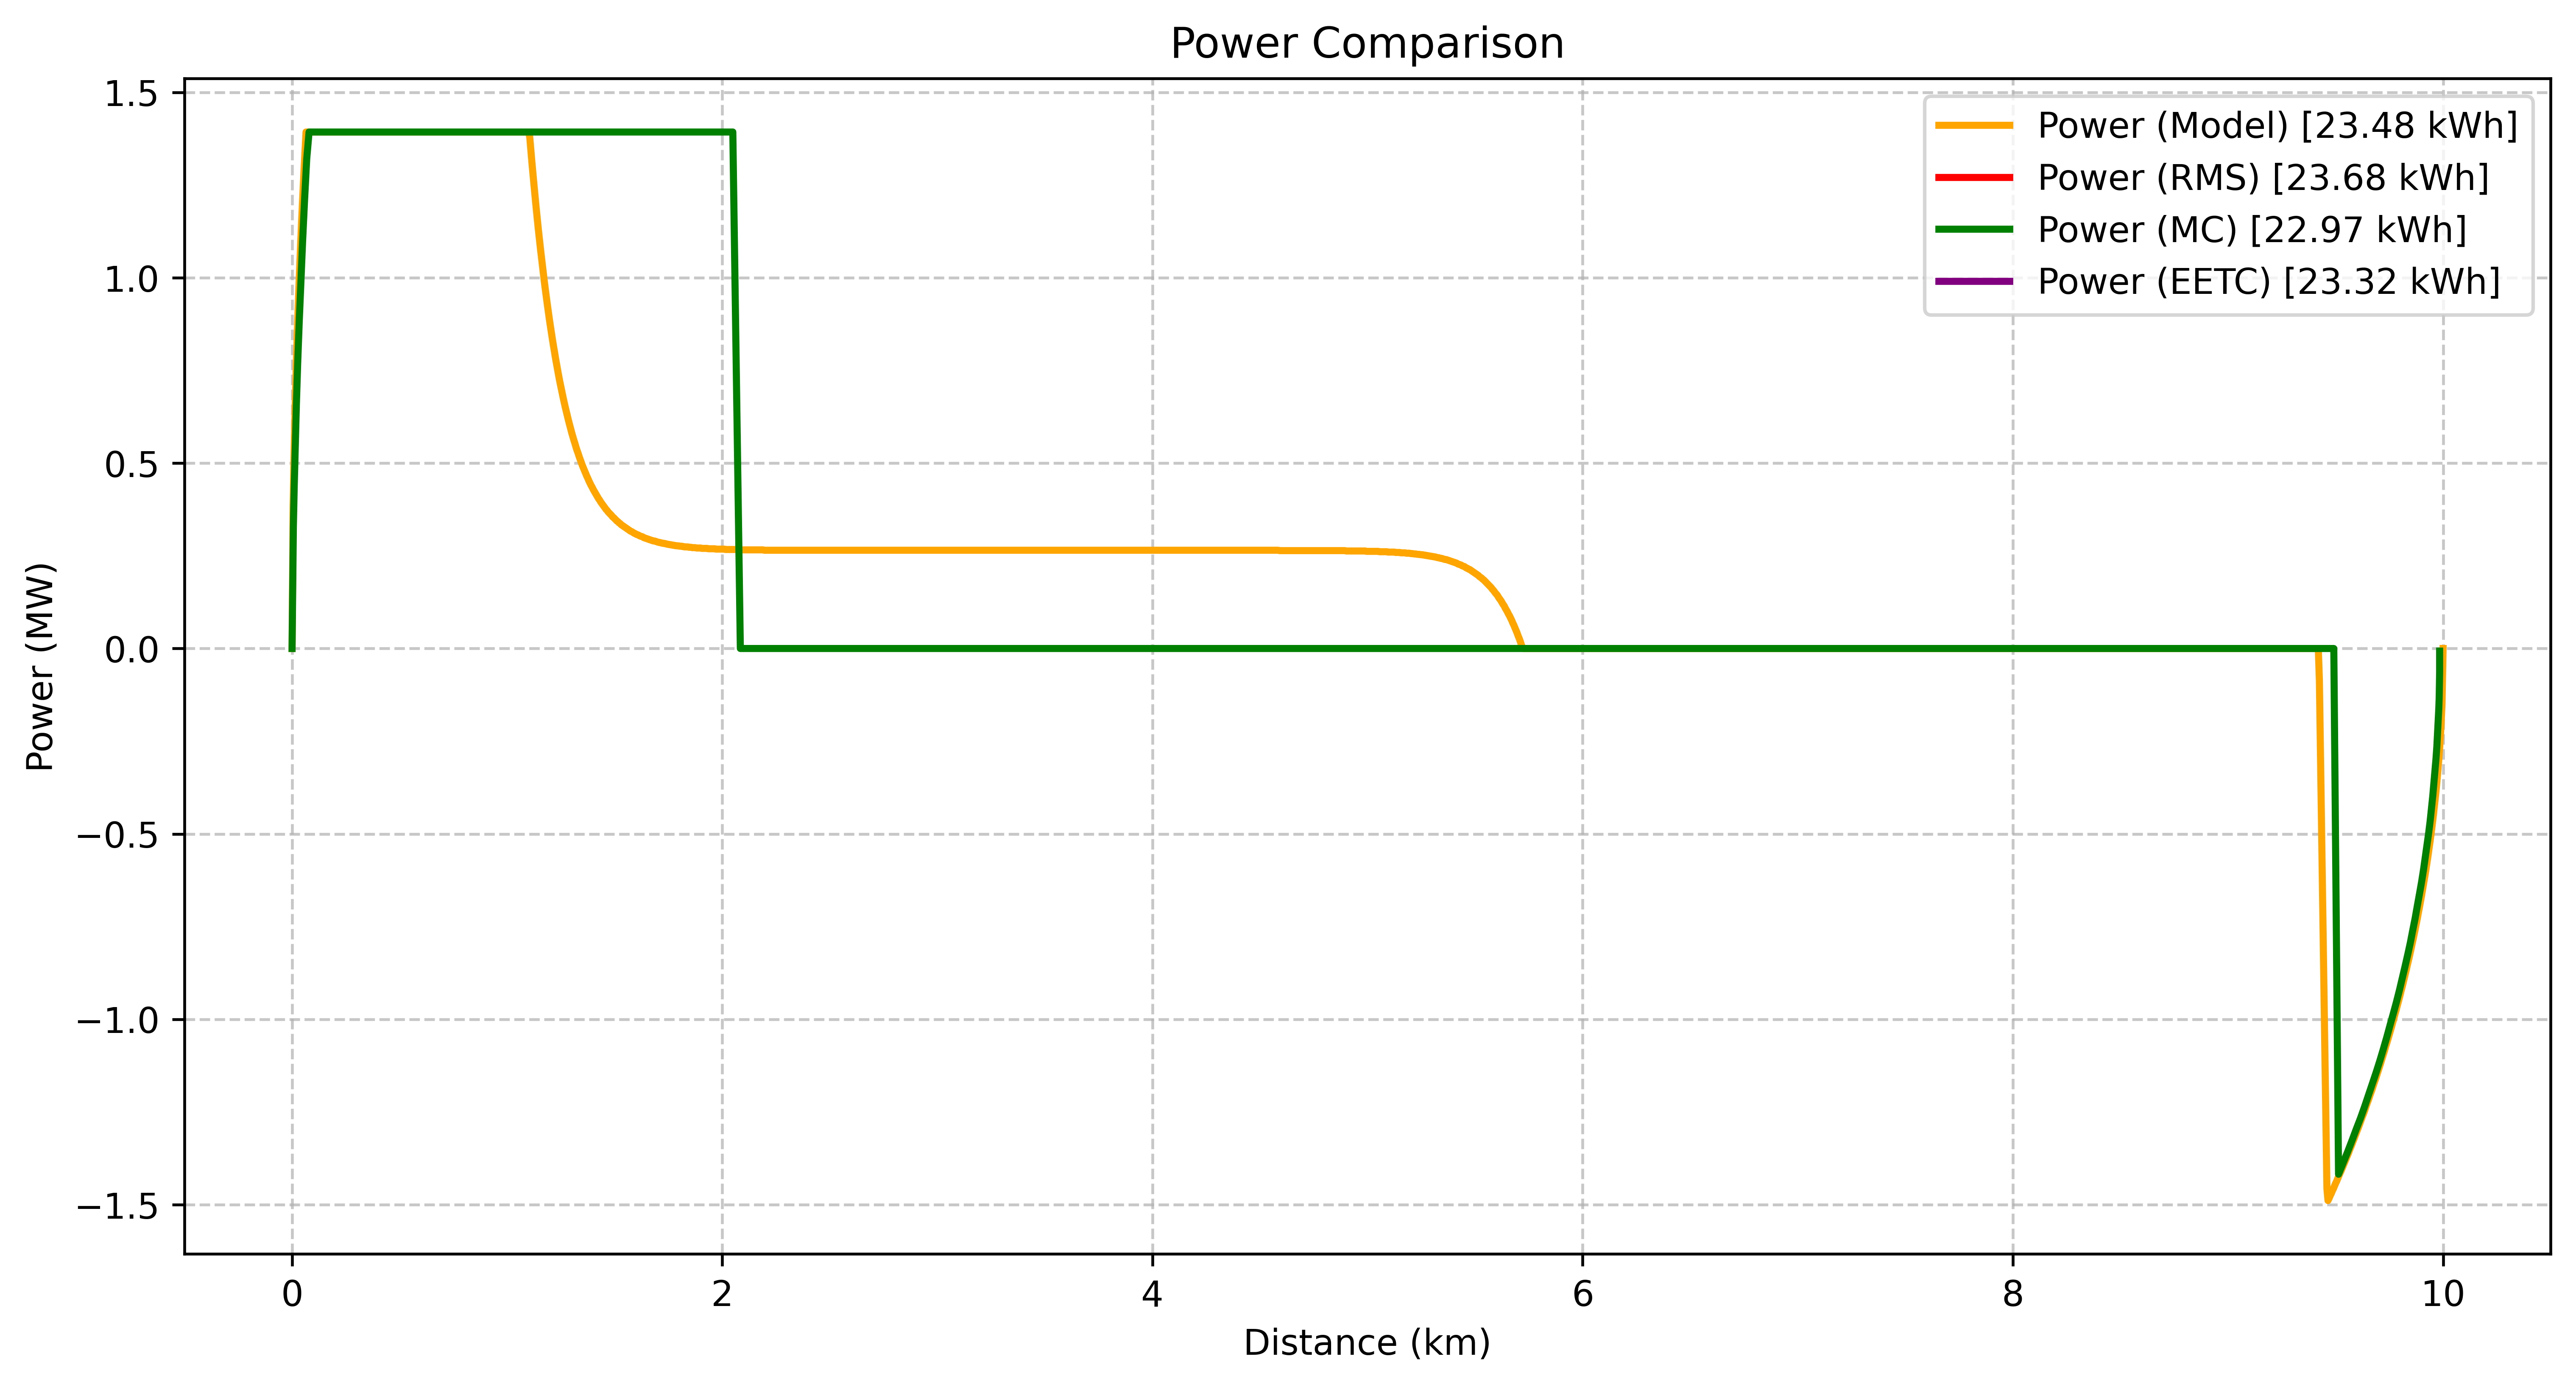 Power Comparison
1.5
1.0
0.5
0.0
−0.5
−1.0
−1.5
Power (MW)
Power (Model) [23.48 kWh]
Power (RMS) [23.68 kWh]
Power (MC) [22.97 kWh]
Power (EETC) [23.32 kWh]
0 2 4 6 8 10
Distance (km)